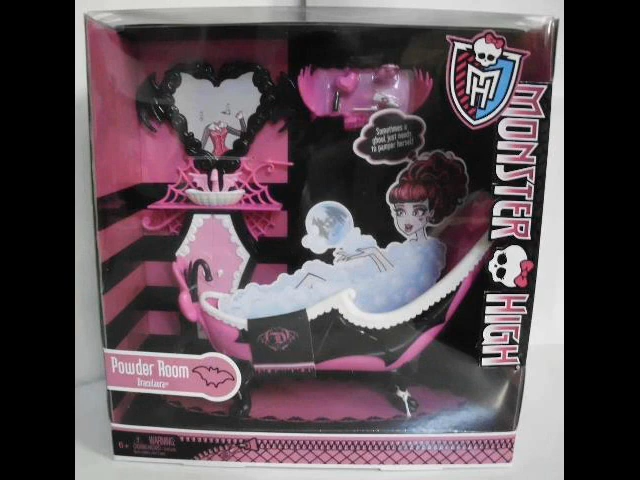 MONSTER HIGH
Sometimes a
ghoul just needs
to pamper herself!
Powder Room
Draculaura®
6+
WARNING